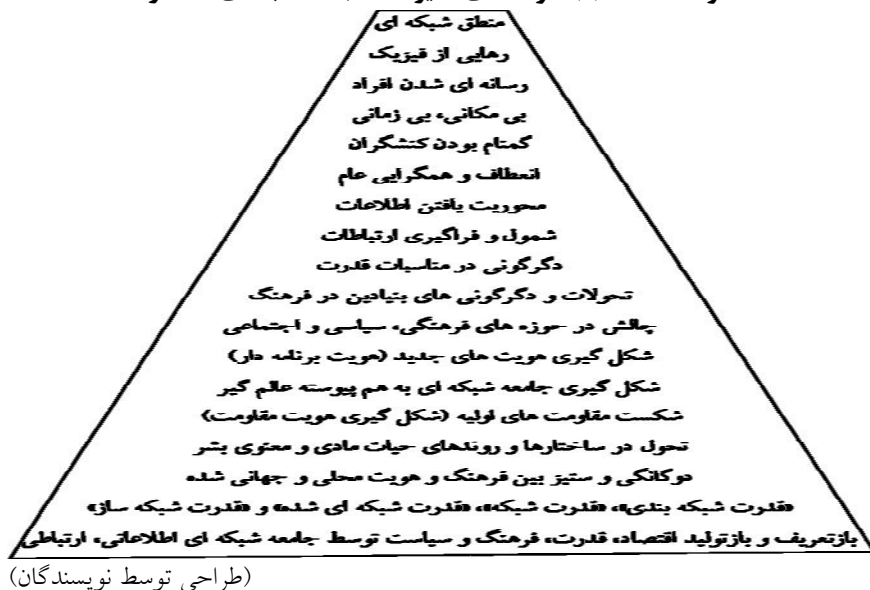 منطق شبکه ای
رهایی از فیزیک
رسانه ای شدن افراد
بی مکانی، بی زمانی
گمنام بودن کنشگران
انعطاف و همگرایی عام
محوریت یافتن اطلاعات
شمول و فراگیری ارتباطات
دگرگونی در مناسبات قدرت
تحولات و دگرگونی های بنیادین در فرهنگ
چالش در حوزه های فرهنگی، سیاسی و اجتماعی
شکل گیری هویت های جدید (هویت برنامه دار)
شکل گیری جامعه شبکه ای به هم پیوسته عالم گیر
شکست مقاومت های اولیه (شکل گیری هویت مقاومت)
تحول در ساختارها و روندهای حیات مادی و معنوی بشر
دوگانگی و ستیز بین فرهنگ و هویت محلی و جهانی شده
«قدرت شبکه بندی»، «قدرت شبکه»، «قدرت شبکه ای شده» و «قدرت شبکه ساز»
بازتعریف و بازتولید اقتصاد، قدرت، فرهنگ و سیاست توسط جامعه شبکه ای اطلاعاتی، ارتباطی
(طراحی توسط نویسندگان)